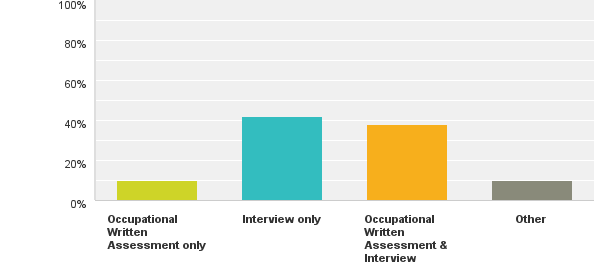 100%
80%
60%
40%
20%
0%
Occupational
Written
Assessment only
Interview only
Occupational
Written
Assessment &
Interview
Other